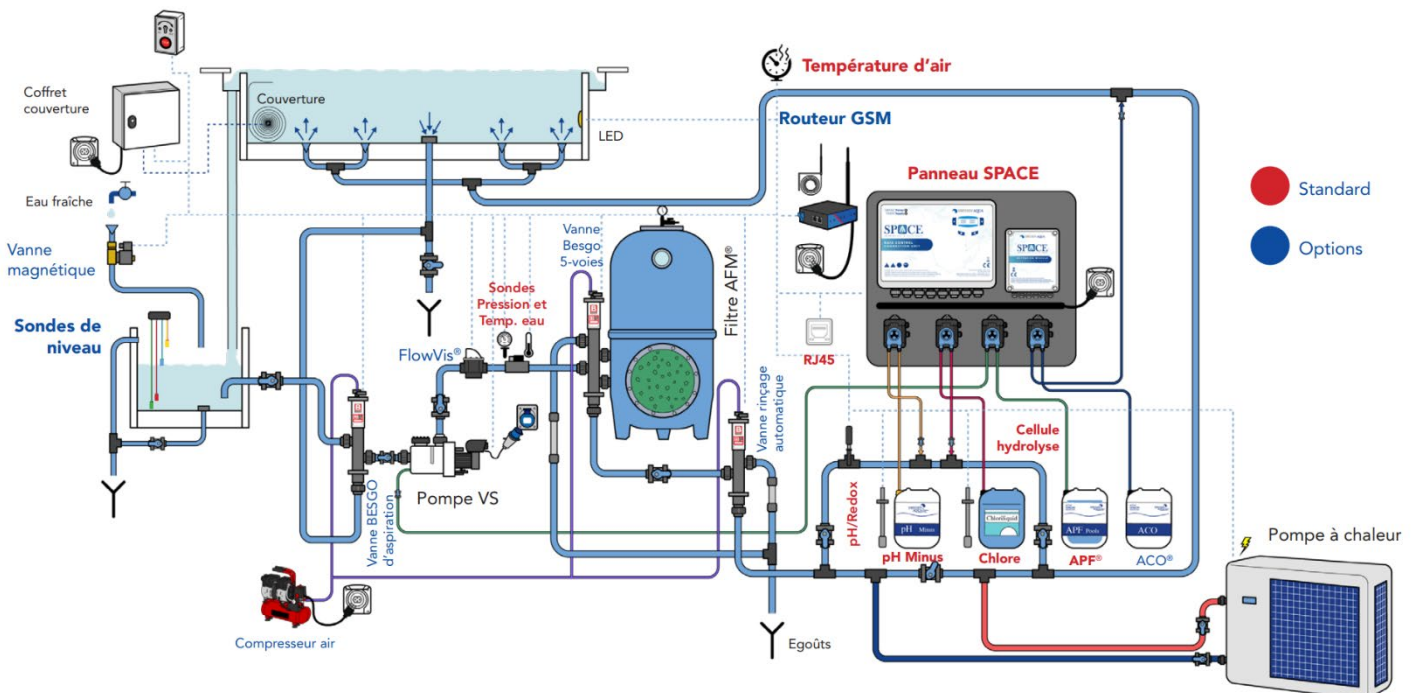 Température d'air
Coffret
couverture
Couverture
LED
Routeur GSM
Panneau SPACE
Standard
Options
Eau fraîche
Vanne
magnétique
Vanne
Besgo
5-voies
Filtre AFM®
SPACE
SPACE
Sondes
Pression et
Temp. eau
Sondes de
niveau
FlowVis®
RJ45
Vanne rinçage
automatique
Cellule
hydrolyse
Pompe VS
Vanne BESGO
d'aspiration
pH/Redox
pH Minus
Chloriliquid
APF Pools
ACO
pH Minus
Chlore
APF®
ACO®
Pompe à chaleur
Compresseur air
Egoûts